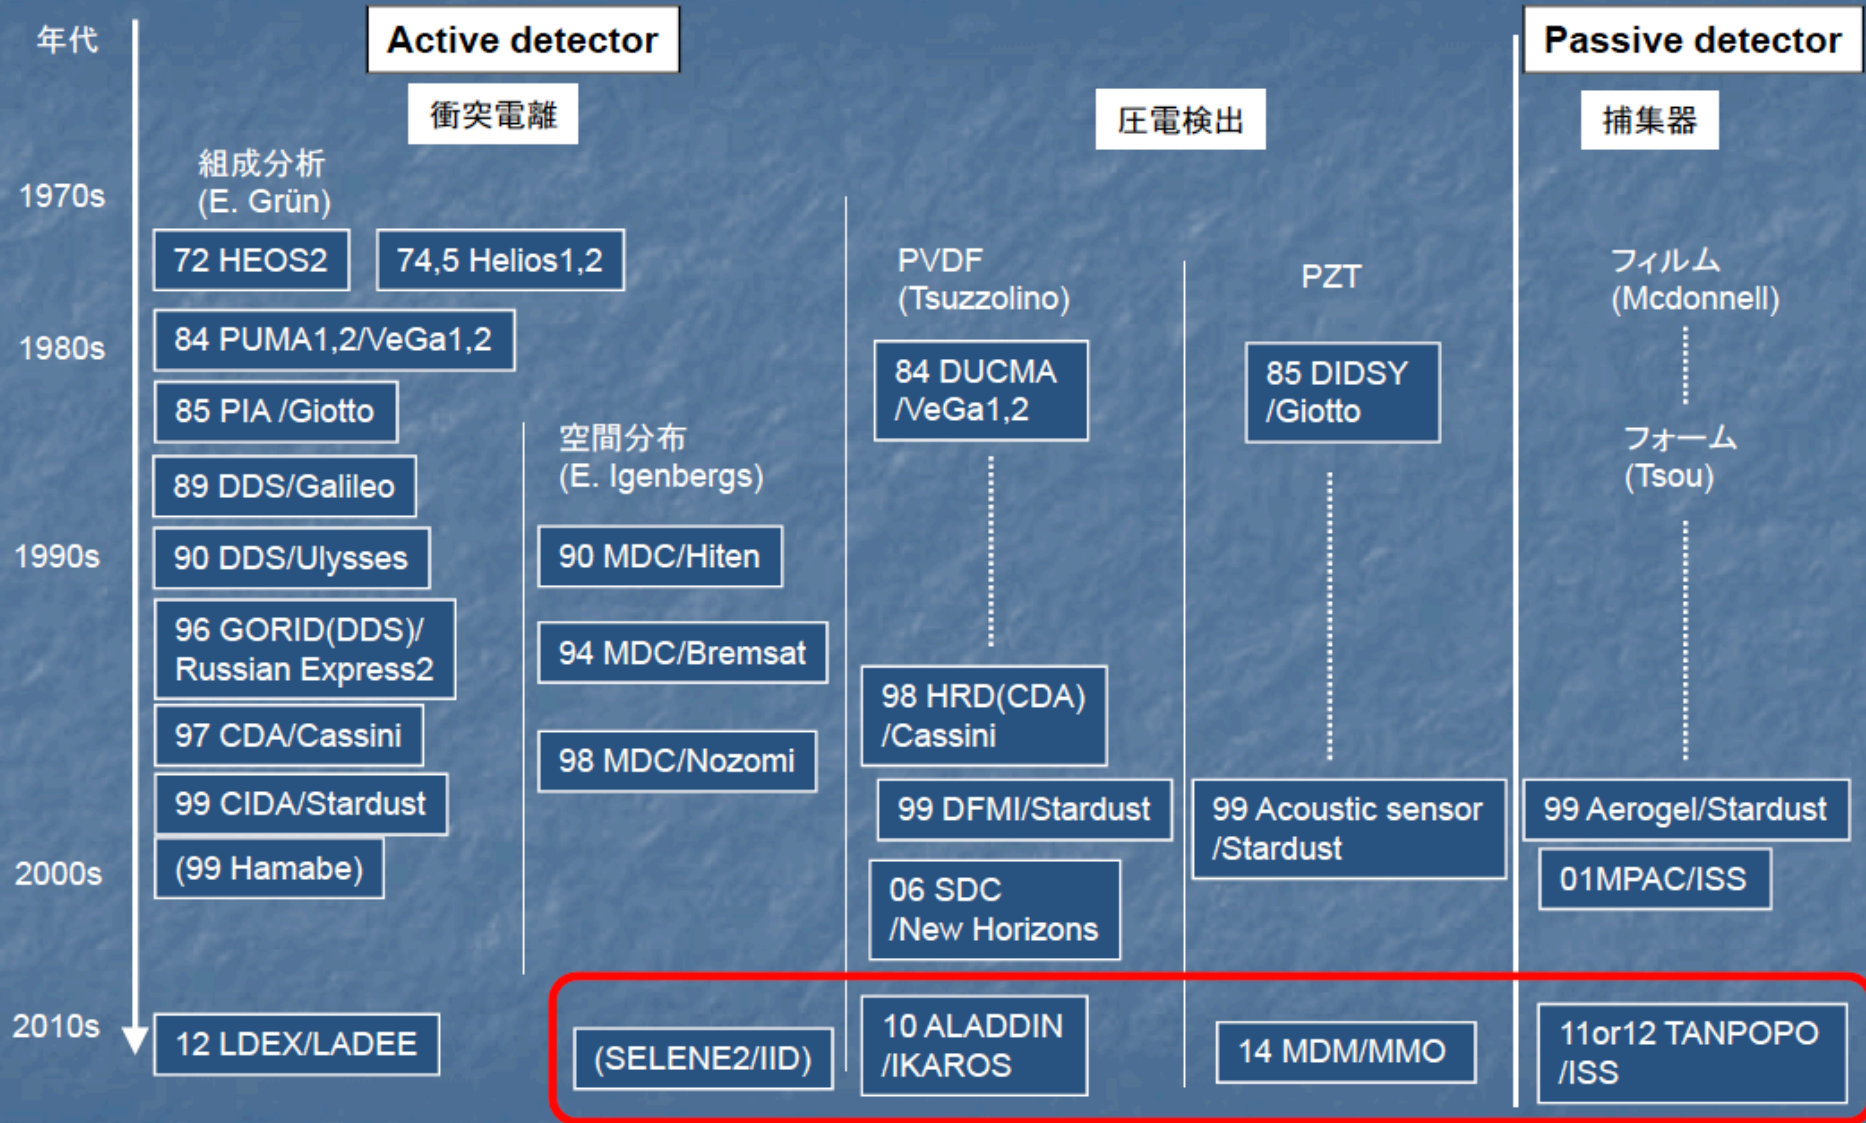 年代
Active detector
Passive detector
衝突電離
圧電検出
捕集器
組成分析
(E. Grün)
1970s
72 HEOS2
74,5 Helios1,2
PVDF
(Tsuzzolino)
PZT
フィルム
(Mcdonnell)
1980s
84 PUMA1,2/VeGa1,2
84 DUCMA
/VeGa1,2
85 DIDSY
/Giotto
85 PIA /Giotto
空間分布
(E. Igenbergs)
フォーム
(Tsou)
89 DDS/Galileo
1990s
90 DDS/Ulysses
90 MDC/Hiten
96 GORID(DDS)/
Russian Express2
94 MDC/Bremsat
98 HRD(CDA)
/Cassini
97 CDA/Cassini
98 MDC/Nozomi
99 CIDA/Stardust
99 DFMI/Stardust
99 Acoustic sensor
/Stardust
99 Aerogel/Stardust
2000s
(99 Hamabe)
06 SDC
/New Horizons
01MPAC/ISS
2010s
12 LDEX/LADEE
(SELENE2/IID)
10 ALADDIN
/IKAROS
14 MDM/MMO
11or12 TANPOPO
/ISS